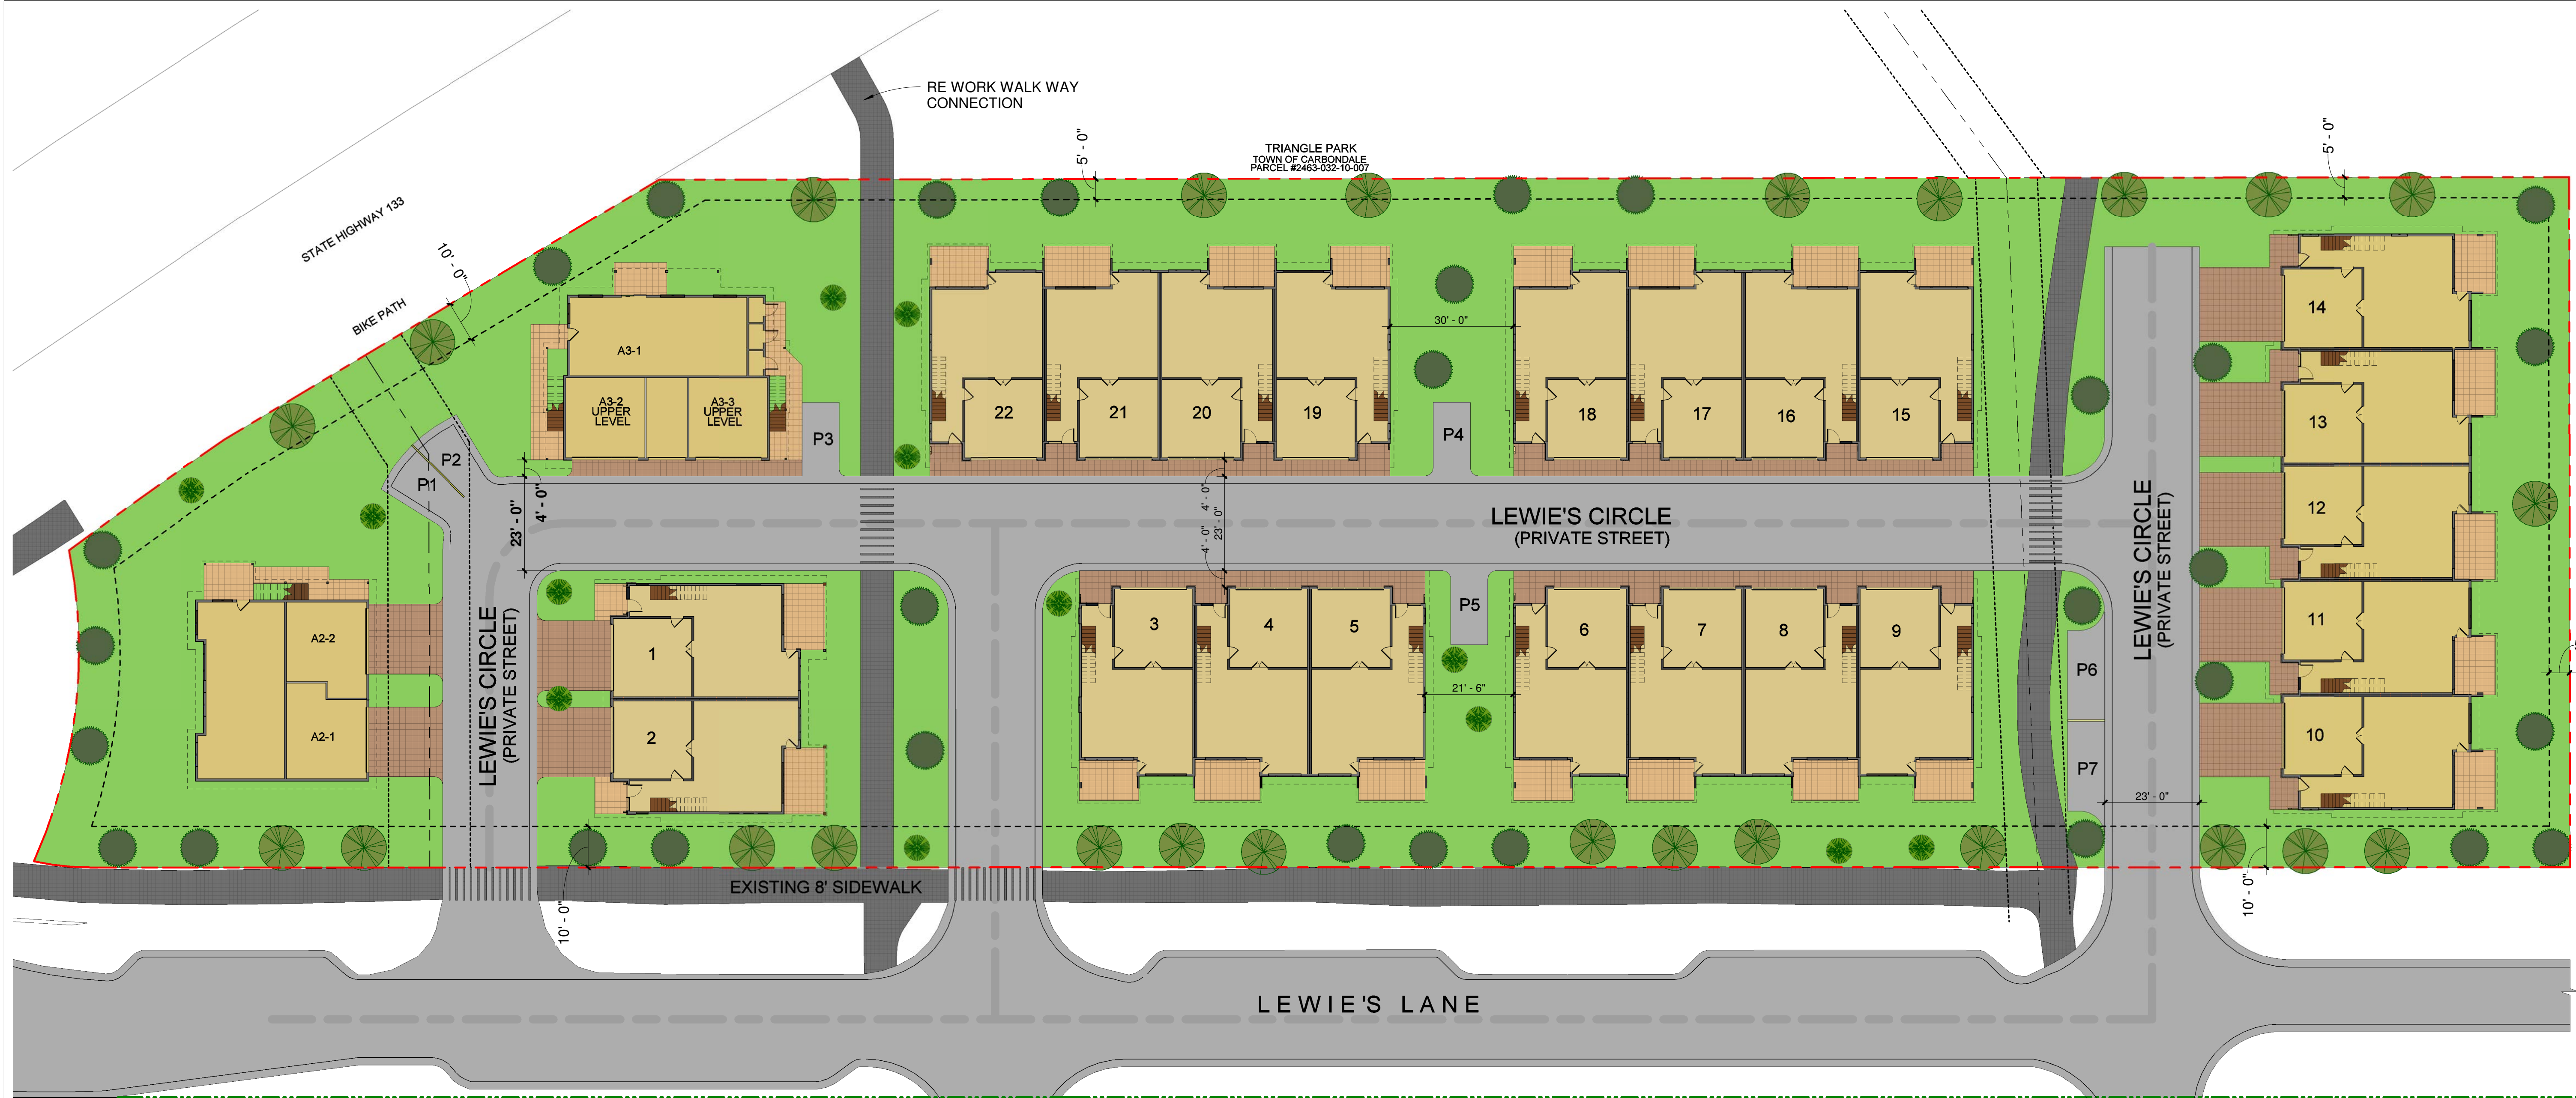 RE WORK WALK WAY
CONNECTION
TRIANGLE PARK
TOWN OF CARBONDALE
PARCEL #2463-032-10-007
5' - 0"
5' - 0"
STATE HIGHWAY 133
10' - 0"
BIKE PATH
A3-1
A3-2
UPPER
LEVEL
A3-3
UPPER
LEVEL
P3
22
21
20
19
30' - 0"
P4
18
17
16
15
14
13
12
11
10
P2
P1
23' - 0"
4' - 0"
4' - 0"
23' - 0"
4' - 0"
LEWIE'S CIRCLE
(PRIVATE STREET)
LEWIE'S CIRCLE
(PRIVATE STREET)
LEWIE'S CIRCLE
(PRIVATE STREET)
A2-2
A2-1
1
2
3
4
5
P5
21' - 6"
6
7
8
9
P6
P7
23' - 0"
EXISTING 8' SIDEWALK
10' - 0"
10' - 0"
LEWIE'S LANE